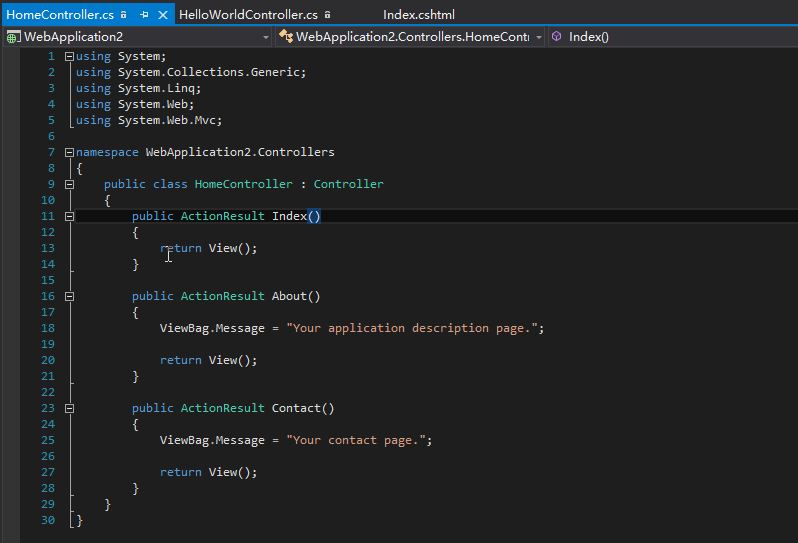 HomeController.cs HelloWorldController.cs Index.cshtml
WebApplication2 WebApplication2.Controllers.HomeContr Index()
1 using System;
2 using System.Collections.Generic;
3 using System.Linq;
4 using System.Web;
5 using System.Web.Mvc;
6
7 namespace WebApplication2.Controllers
8 {
9     public class HomeController : Controller
10     {
11         public ActionResult Index()
12         {
13             return View();
14         }
15
16         public ActionResult About()
17         {
18             ViewBag.Message = "Your application description page.";
19
20             return View();
21         }
22
23         public ActionResult Contact()
24         {
25             ViewBag.Message = "Your contact page.";
26
27             return View();
28         }
29     }
30 }